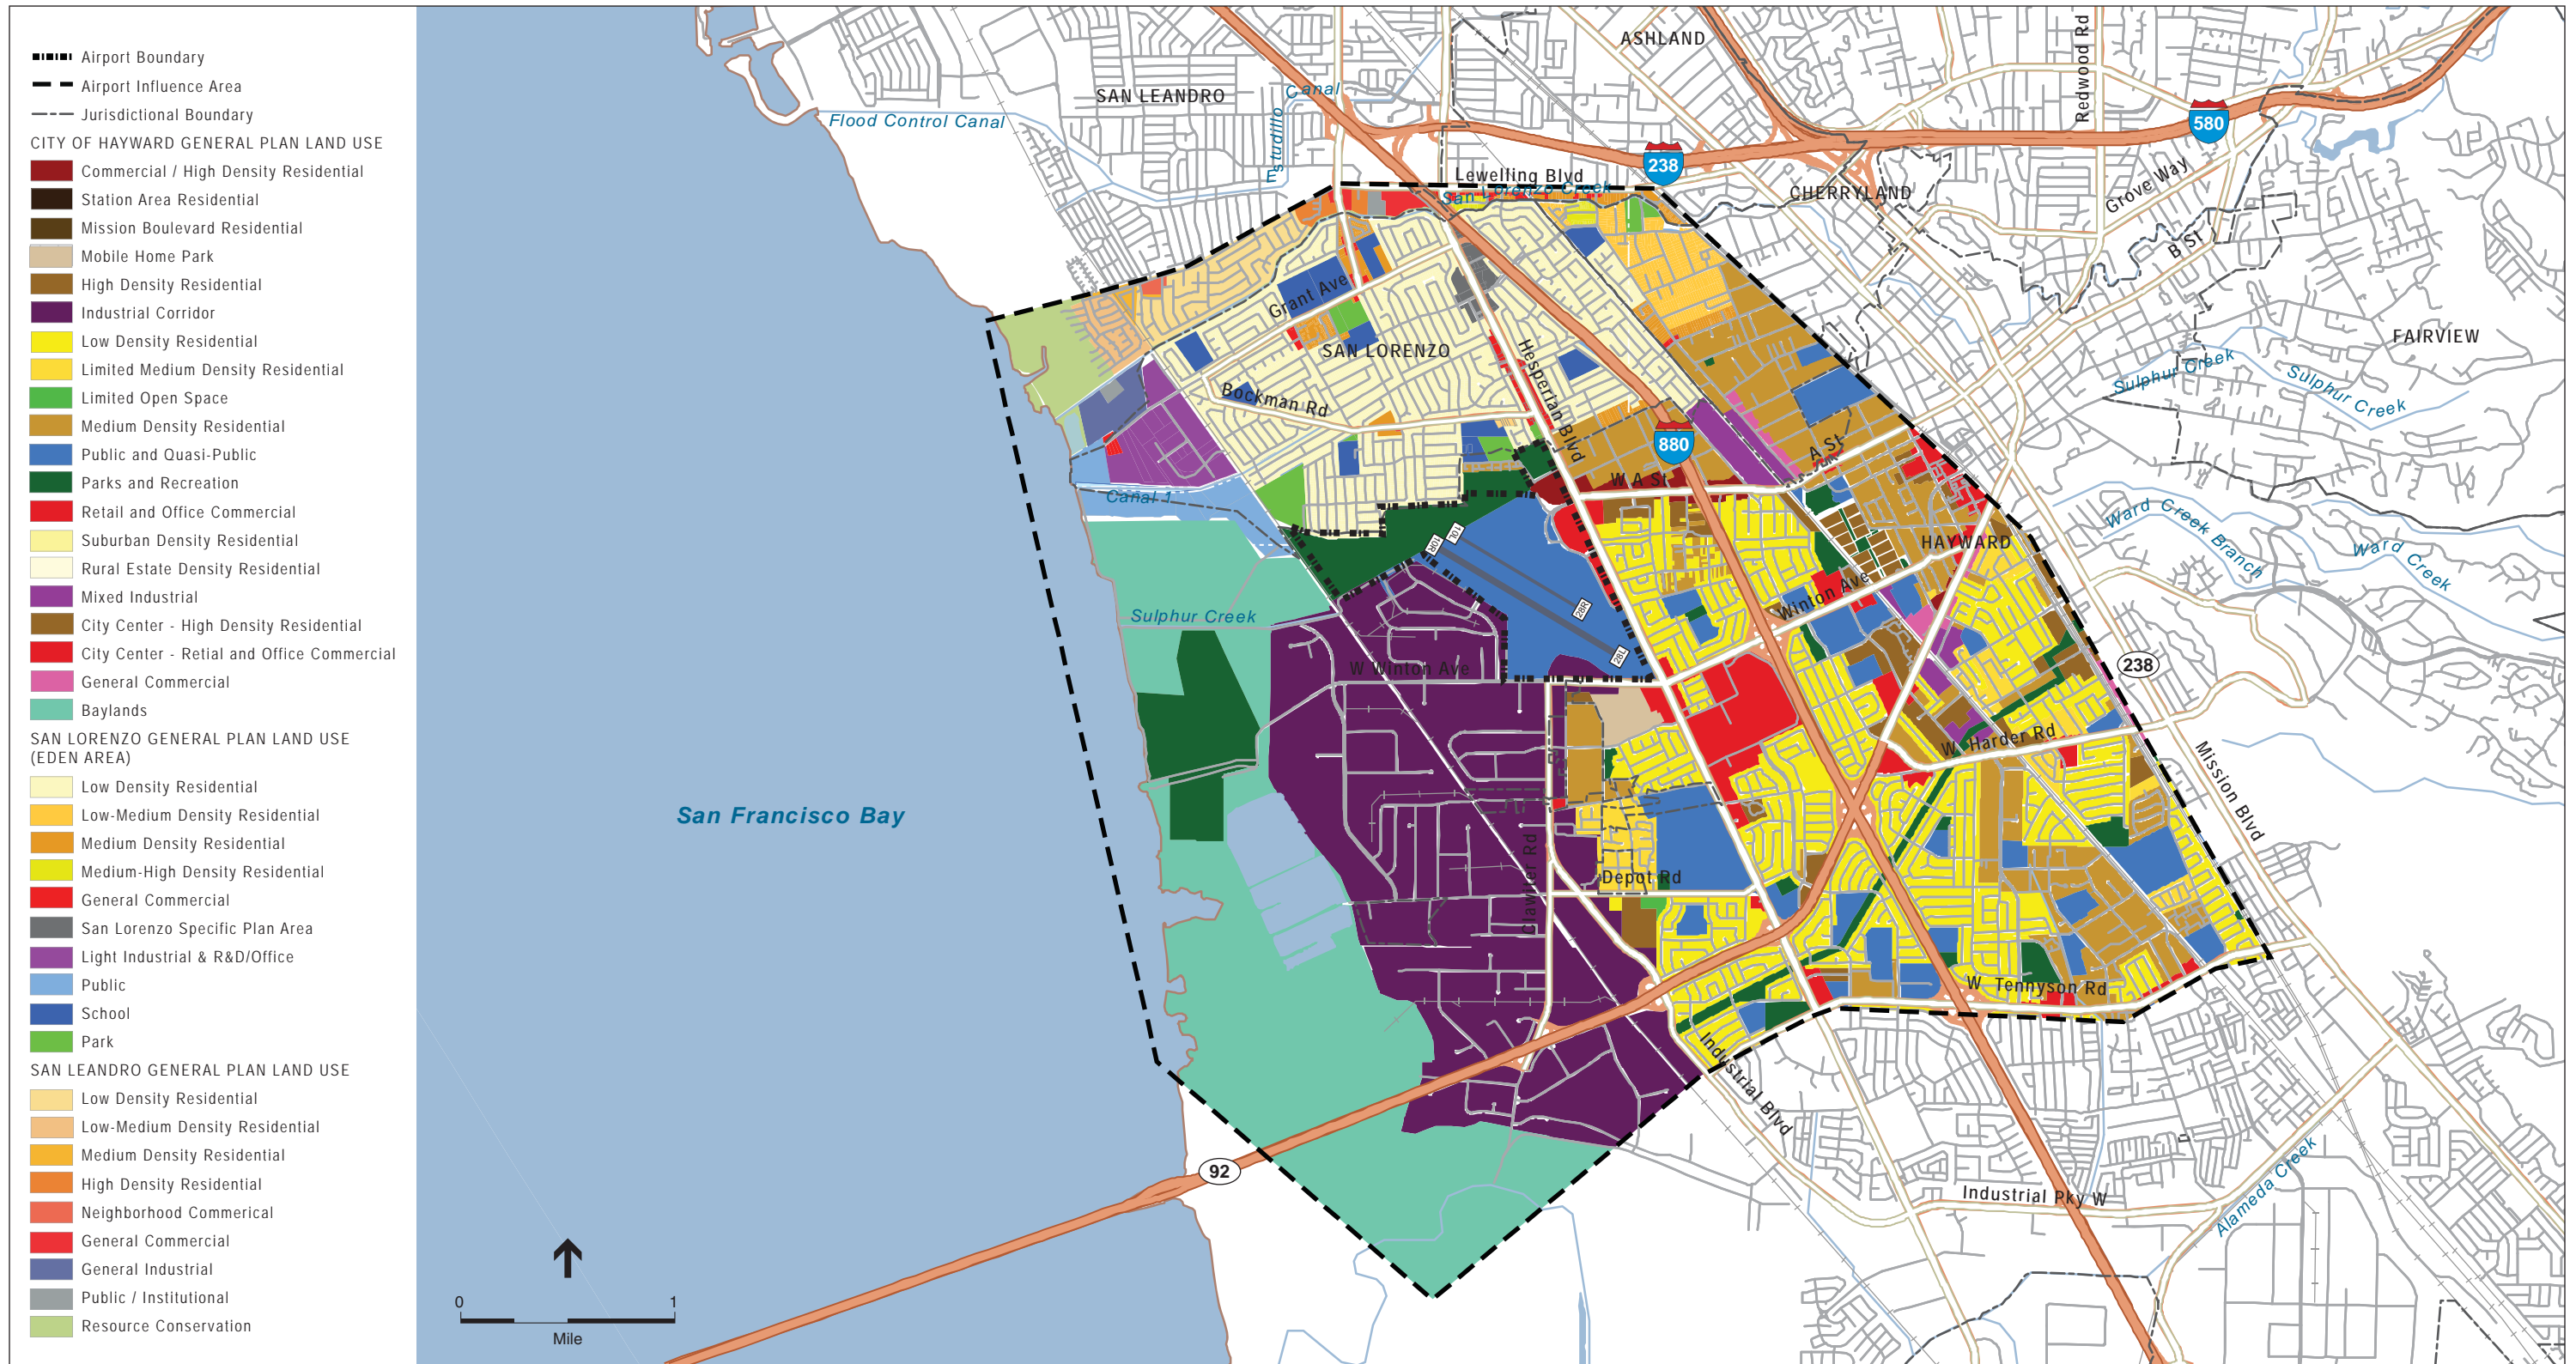 Airport Boundary
Airport Influence Area
Jurisdictional Boundary
CITY OF HAYWARD GENERAL PLAN LAND USE
Commercial / High Density Residential
Station Area Residential
Mission Boulevard Residential
Mobile Home Park
High Density Residential
Industrial Corridor
Low Density Residential
Limited Medium Density Residential
Limited Open Space
Medium Density Residential
Public and Quasi-Public
Parks and Recreation
Retail and Office Commercial
Suburban Density Residential
Rural Estate Density Residential
Mixed Industrial
City Center - High Density Residential
City Center - Retial and Office Commercial
General Commercial
Baylands
SAN LORENZO GENERAL PLAN LAND USE
(EDEN AREA)
Low Density Residential
Low-Medium Density Residential
Medium Density Residential
Medium-High Density Residential
General Commercial
San Lorenzo Specific Plan Area
Light Industrial & R&D/Office
Public
School
Park
SAN LEANDRO GENERAL PLAN LAND USE
Low Density Residential
Low-Medium Density Residential
Medium Density Residential
High Density Residential
Neighborhood Commerical
General Commercial
General Industrial
Public / Institutional
Resource Conservation
0 1
Mile
San Francisco Bay
SAN LEANDRO
Flood Control Canal
Estudillo Canal
ASHLAND
Redwood Rd
580
238
Lewelling Blvd
San Lorenzo Creek
CHERRYLAND
Grove Way
B St
FAIRVIEW
Sulphur Creek
Sulphur Creek
Grant Ave
SAN LORENZO
Hesperian Blvd
Bockman Rd
880
A St
W A St
Canal 1
Ward Creek Branch
Ward Creek
HAYWARD
10R
10L
28R
28L
Winton Ave
Sulphur Creek
W Winton Ave
238
W Harder Rd
Mission Blvd
Clawiter Rd
Depot Rd
W Tennyson Rd
Industrial Blvd
92
Industrial Pky W
Alameda Creek